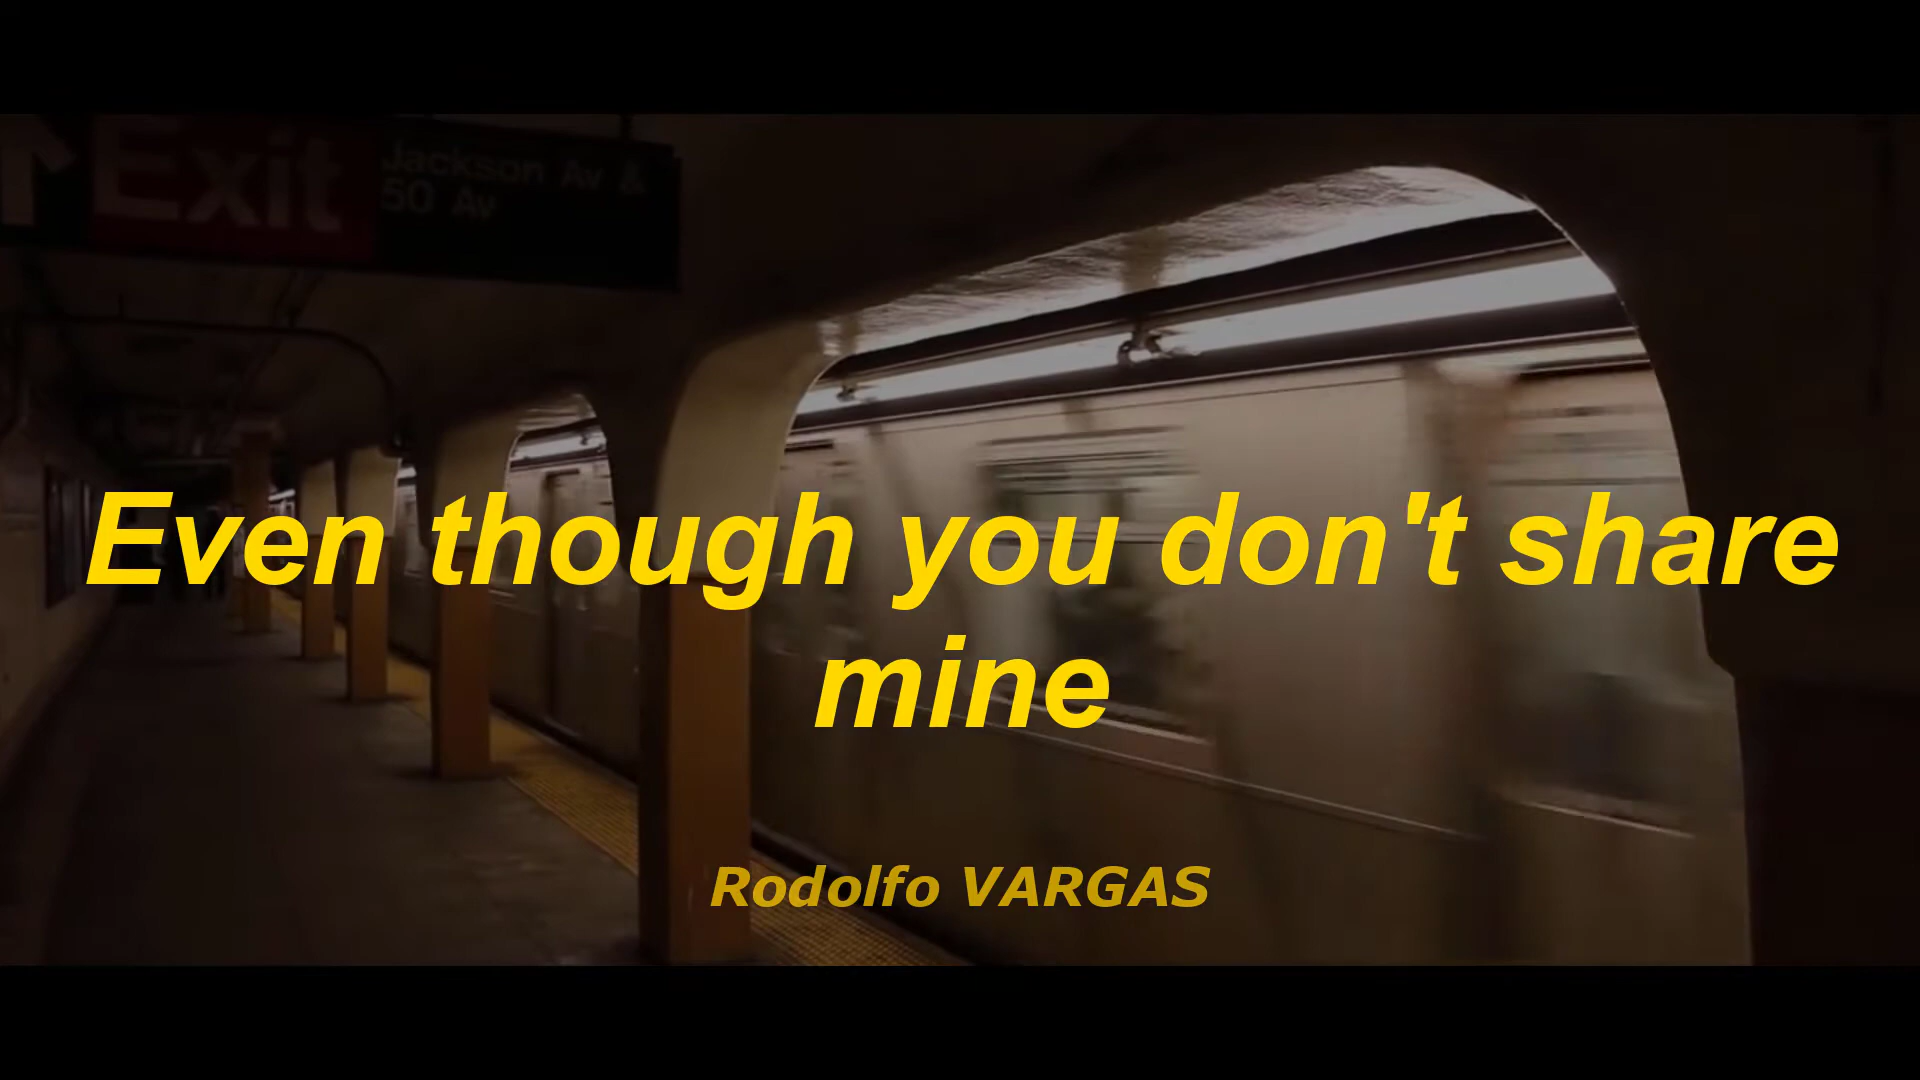 Exit
Jackson Av &
50 Av
Even though you don't share
mine
Rodolfo VARGAS